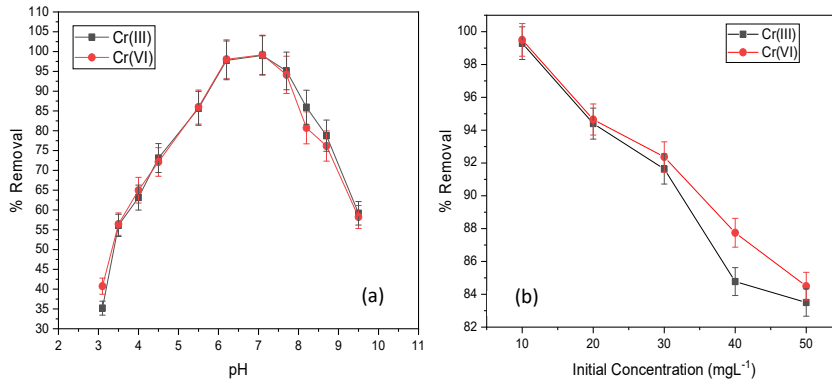 110
105
100
95
90
85
80
75
70
65
60
55
50
45
40
35
30
% Removal
Cr(III)
Cr(VI)
(a)
2 3 4 5 6 7 8 9 10 11
pH
100
98
96
94
92
90
88
86
84
82
% Removal
Cr(III)
Cr(VI)
(b)
10 20 30 40 50
Initial Concentration (mgL⁻¹)